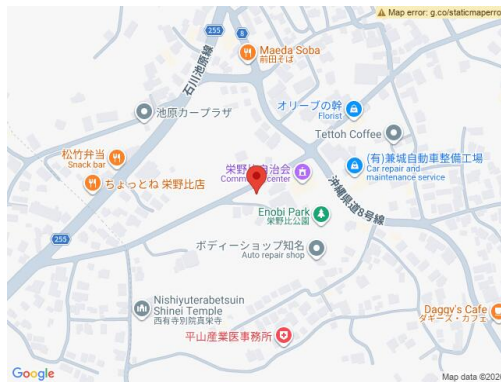 Map error: g.co/staticmaperro
255
8
Maeda Soba
前田そば
石川池原線
池原カープラザ
オリーブの幹
Florist
Tettoh Coffee
松竹弁当
Snack bar
ちょっとね 栄野比店
栄野比自治会
Community center
(有)兼城自動車整備工場
Car repair and
maintenance service
Enobi Park
栄野比公園
沖縄県道8号線
255
ボディーショップ知名
Auto repair shop
Nishiyuterabetsuin
Shinei Temple
西有寺別院真栄寺
平山産業医事務所
Daggy's Cafe
ダギーズ・カフェ
Google
Map data ©202